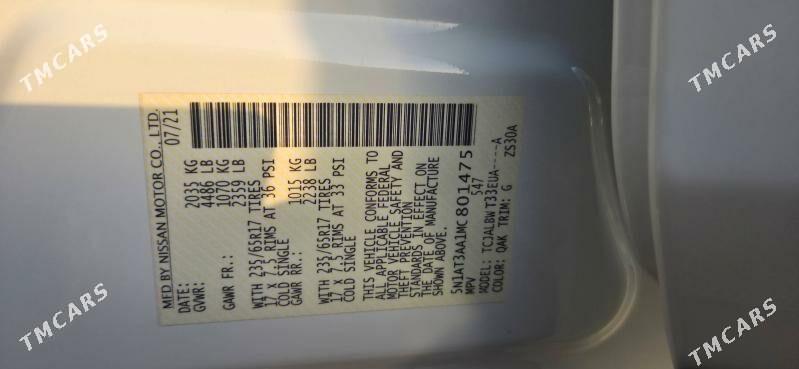 MFD BY NISSAN MOTOR CO., LTD.
DATE: 07/21
GVWR: 2035 KG
4486 LB
GAWR FR.: 1070 KG
2359 LB
WITH 235/65R17 TIRES
17 X 7.5 RIMS AT 36 PSI
COLD SINGLE
GAWR RR.: 1015 KG
2238 LB
WITH 235/65R17 TIRES
17 X 7.5 RIMS AT 33 PSI
COLD SINGLE
THIS VEHICLE CONFORMS TO
ALL APPLICABLE FEDERAL
MOTOR VEHICLE SAFETY AND
THEFT PREVENTION
STANDARDS IN EFFECT ON
THE DATE OF MANUFACTURE
SHOWN ABOVE.
5N1AT3AA1MC801475
MPV 547
MODEL: TCJALBW T33EUA----A
COLOR: QAK TRIM: G ZS30A
TMCARS
TMCARS
TMCARS
TMCARS